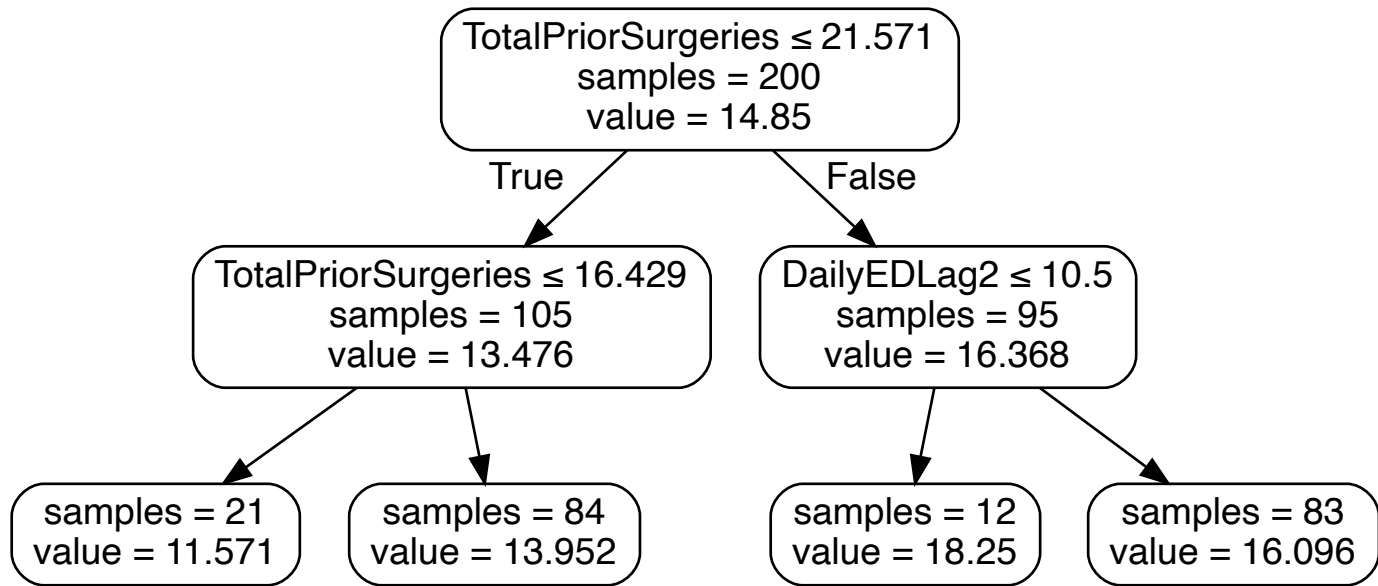 TotalPriorSurgeries ≤ 21.571
samples = 200
value = 14.85
True
False
TotalPriorSurgeries ≤ 16.429
samples = 105
value = 13.476
DailyEDLag2 ≤ 10.5
samples = 95
value = 16.368
samples = 21
value = 11.571
samples = 84
value = 13.952
samples = 12
value = 18.25
samples = 83
value = 16.096